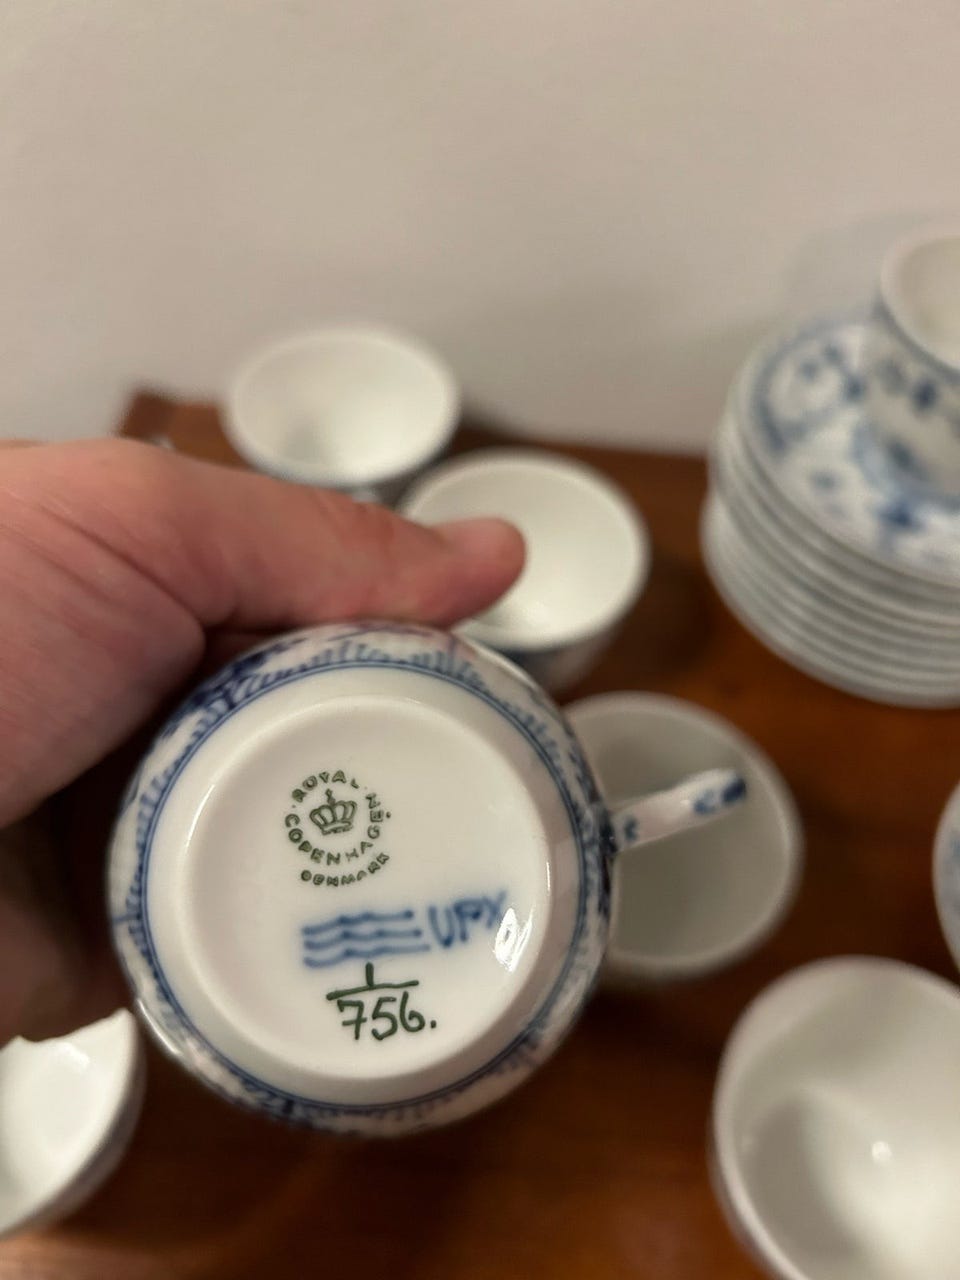 ROYAL
COPENHAGEN
DENMARK
UPX
1
756.